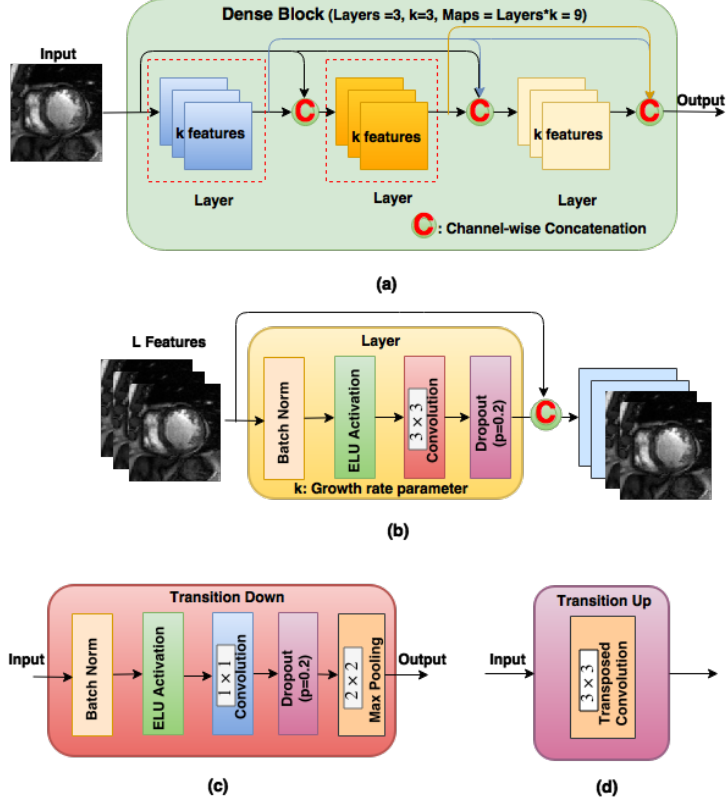 Dense Block (Layers =3, k=3, Maps = Layers*k = 9)
Input
k features
C
k features
C
k features
C
Output
Layer
Layer
Layer
C : Channel-wise Concatenation
(a)
L Features
Layer
Batch Norm
ELU Activation
3 × 3
Convolution
Dropout
(p=0.2)
C
k: Growth rate parameter
(b)
Transition Down
Input
Batch Norm
ELU Activation
1 × 1
Convolution
Dropout
(p=0.2)
2 × 2
Max Pooling
Output
(c)
Transition Up
Input
3 × 3
Transposed
Convolution
(d)